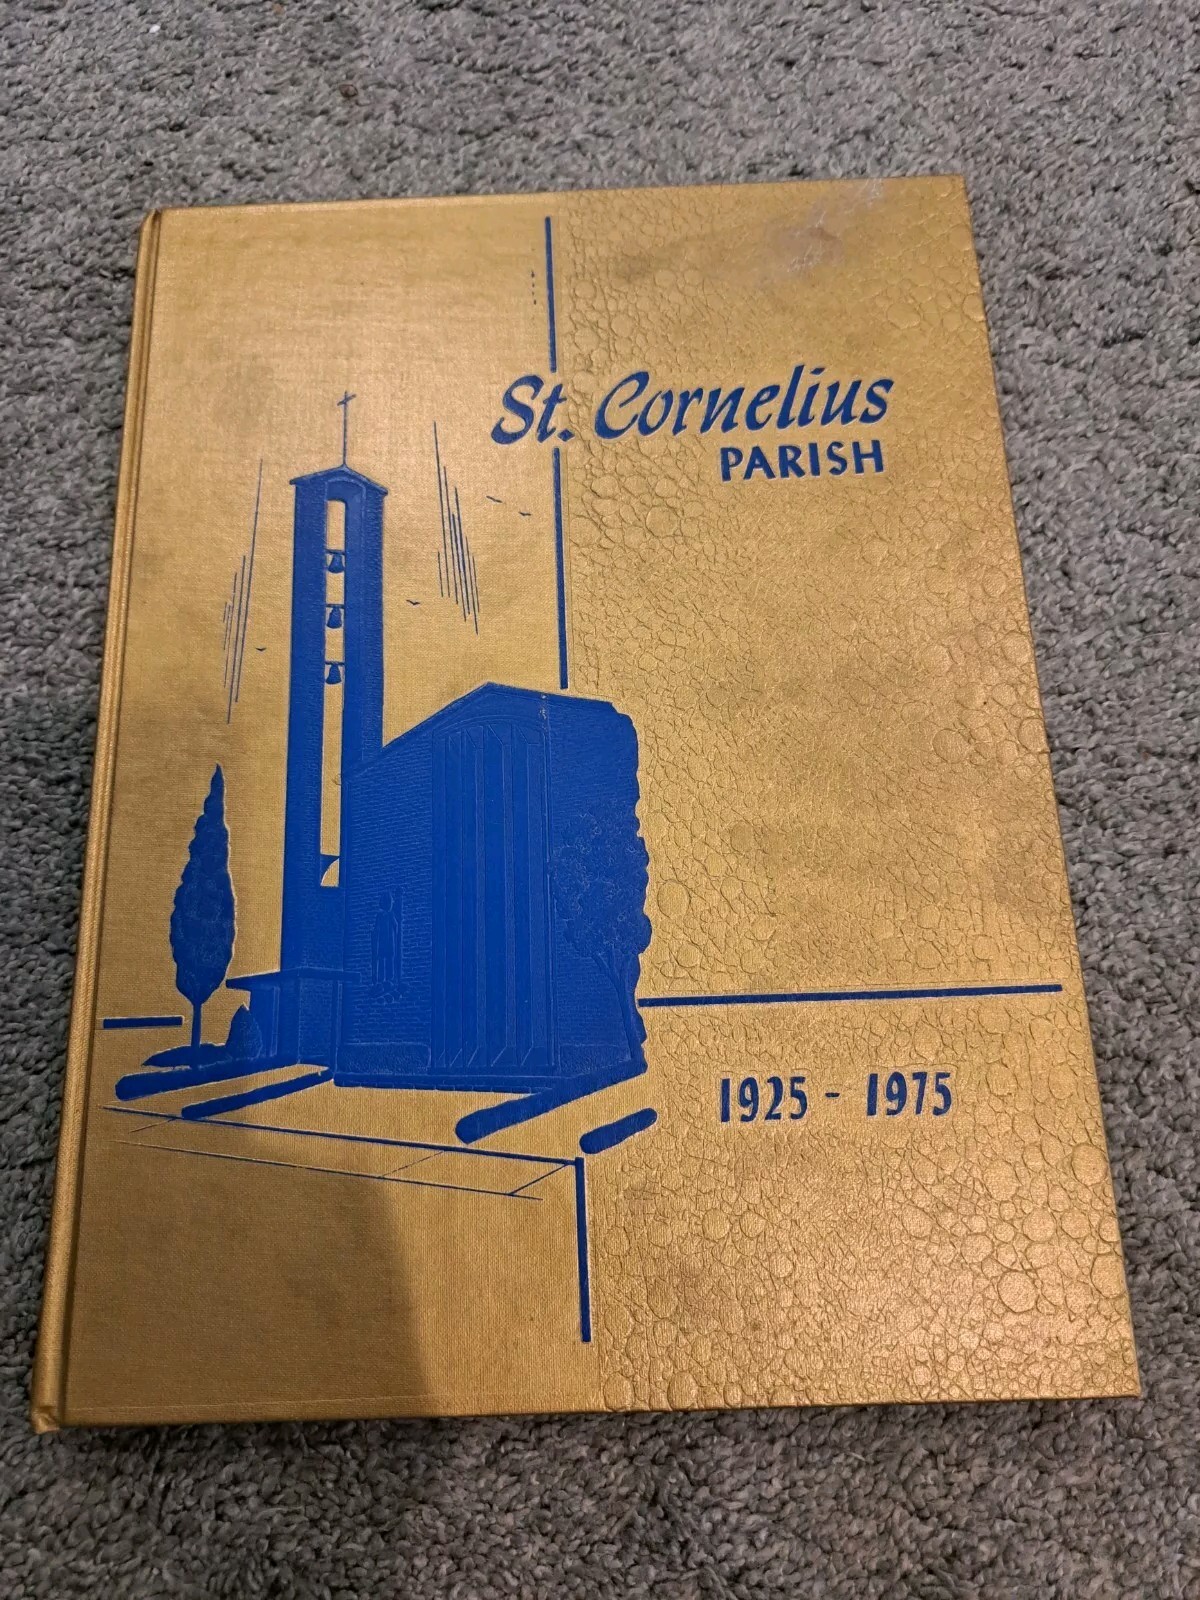 St. Cornelius
PARISH
1925 - 1975